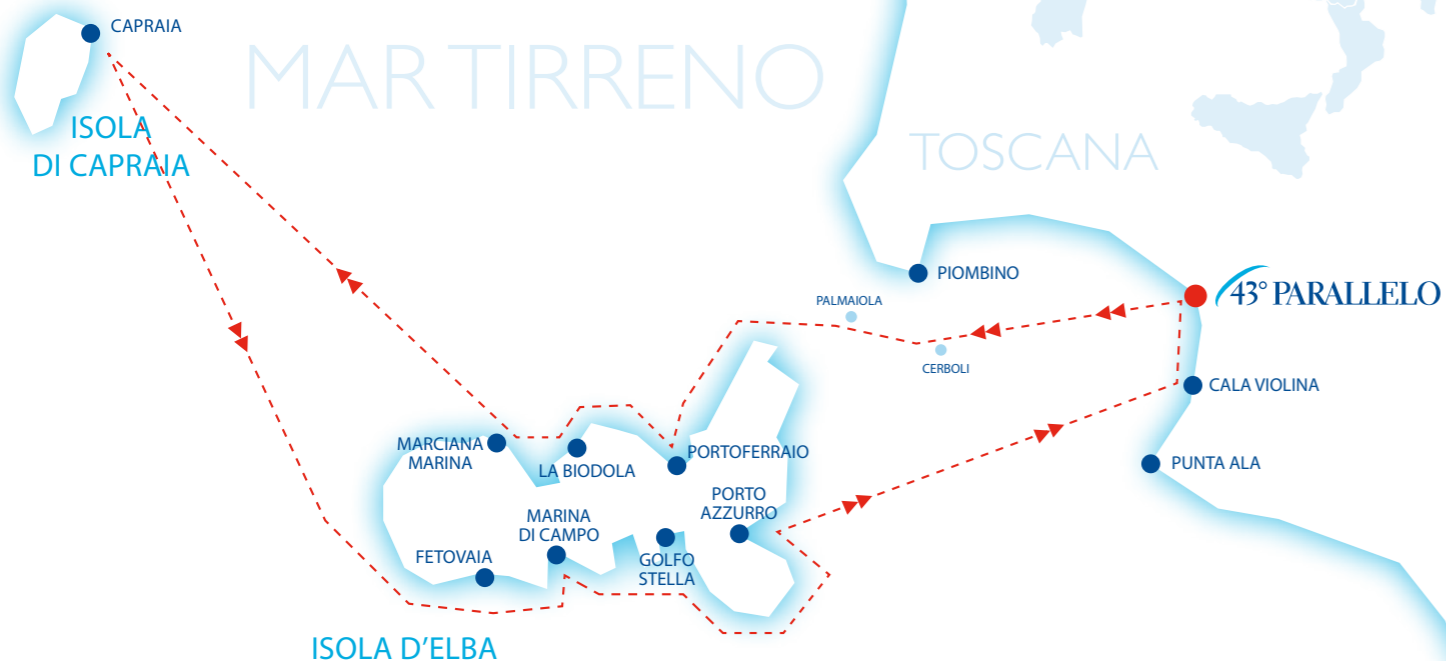 CAPRAIA
MAR TIRRENO
ISOLA
DI CAPRAIA
TOSCANA
PIOMBINO
43° PARALLELO
PALMAIOLA
CERBOLI
CALA VIOLINA
MARCIANA
MARINA
LA BIODOLA
PORTOFERRAIO
PUNTA ALA
PORTO
AZZURRO
MARINA
DI CAMPO
FETOVAIA
GOLFO
STELLA
ISOLA D'ELBA